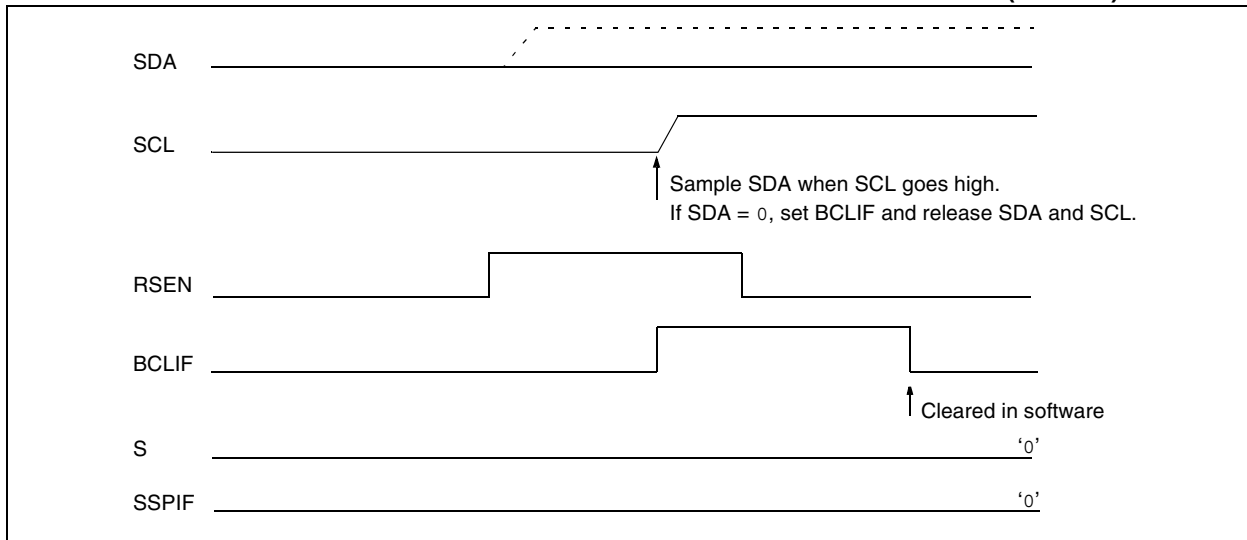 SDA
SCL
Sample SDA when SCL goes high.
If SDA = 0, set BCLIF and release SDA and SCL.
RSEN
BCLIF
Cleared in software
S
‘0’
SSPIF
‘0’